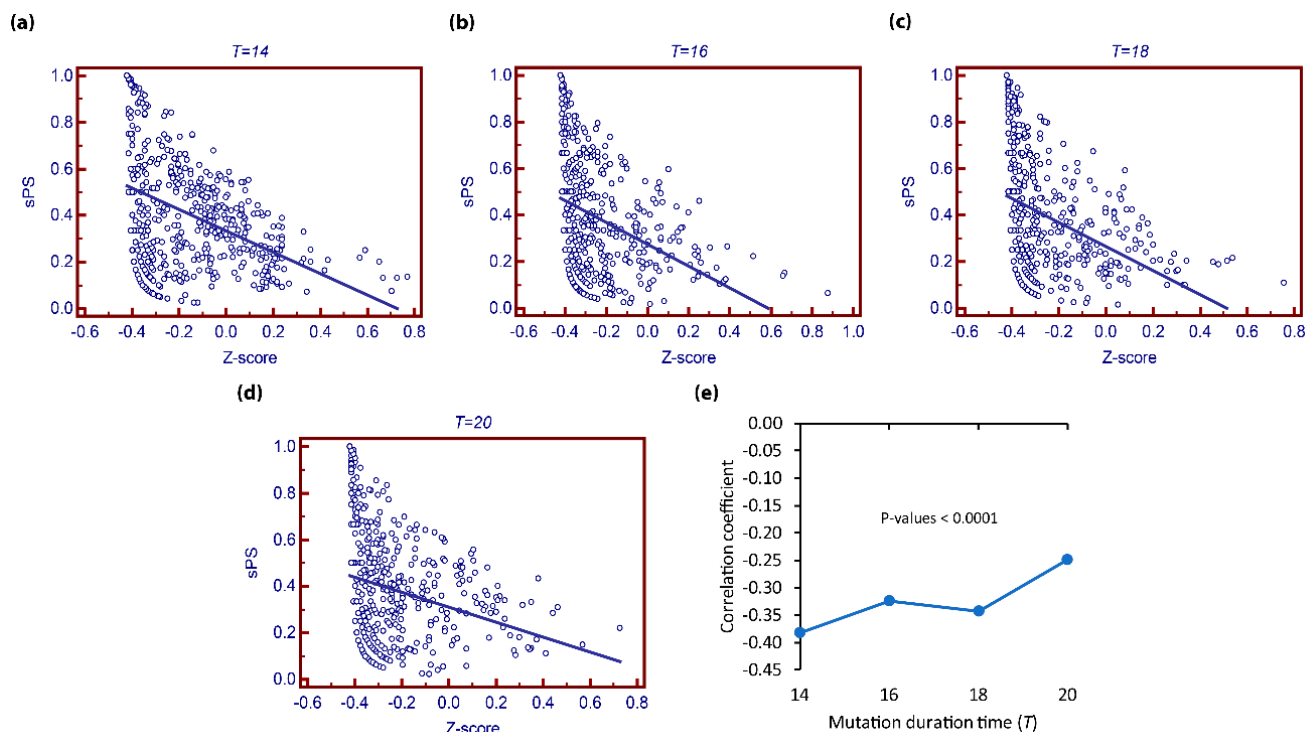 (a)
T=14
1.0
0.8
0.6
0.4
0.2
0.0
sPS
-0.6 -0.4 -0.2 0.0 0.2 0.4 0.6 0.8
Z-score
(b)
T=16
1.0
0.8
0.6
0.4
0.2
0.0
sPS
-0.6 -0.4 -0.2 0.0 0.2 0.4 0.6 0.8 1.0
Z-score
(c)
T=18
1.0
0.8
0.6
0.4
0.2
0.0
sPS
-0.6 -0.4 -0.2 0.0 0.2 0.4 0.6 0.8
Z-score
(d)
T=20
1.0
0.8
0.6
0.4
0.2
0.0
sPS
-0.6 -0.4 -0.2 0.0 0.2 0.4 0.6 0.8
Z-score
(e)
0.00
-0.05
-0.10
-0.15
-0.20
-0.25
-0.30
-0.35
-0.40
-0.45
Correlation coefficient
P-values < 0.0001
14 16 18 20
Mutation duration time (T)